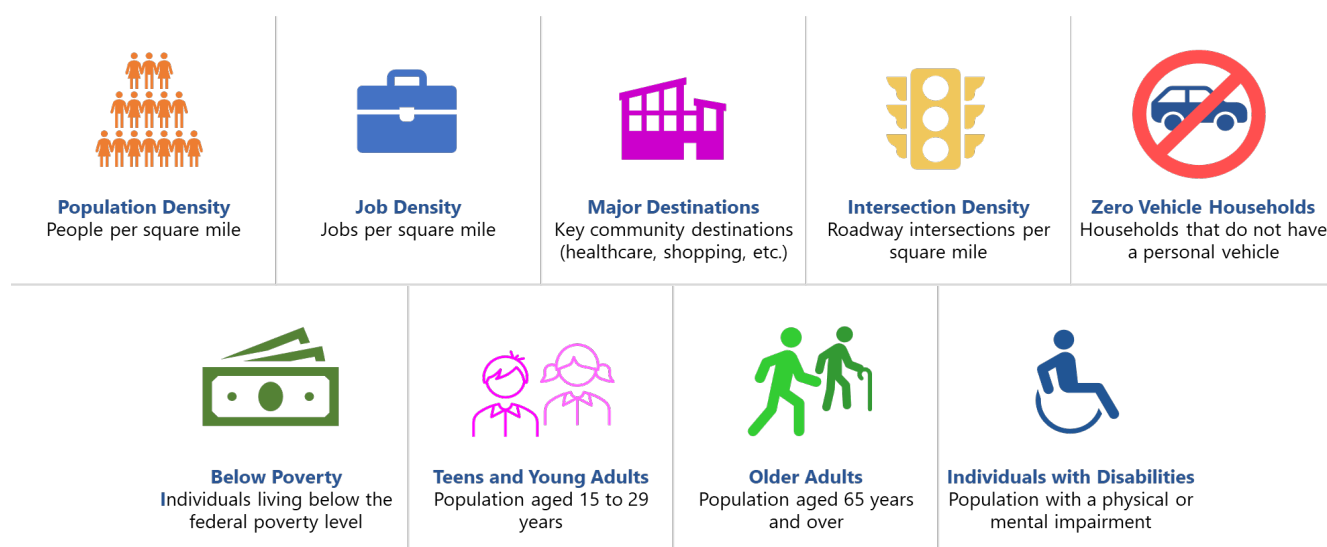 Population Density
People per square mile
Job Density
Jobs per square mile
Major Destinations
Key community destinations
(healthcare, shopping, etc.)
Intersection Density
Roadway intersections per
square mile
Zero Vehicle Households
Households that do not have
a personal vehicle
Below Poverty
Individuals living below the
federal poverty level
Teens and Young Adults
Population aged 15 to 29
years
Older Adults
Population aged 65 years
and over
Individuals with Disabilities
Population with a physical or
mental impairment